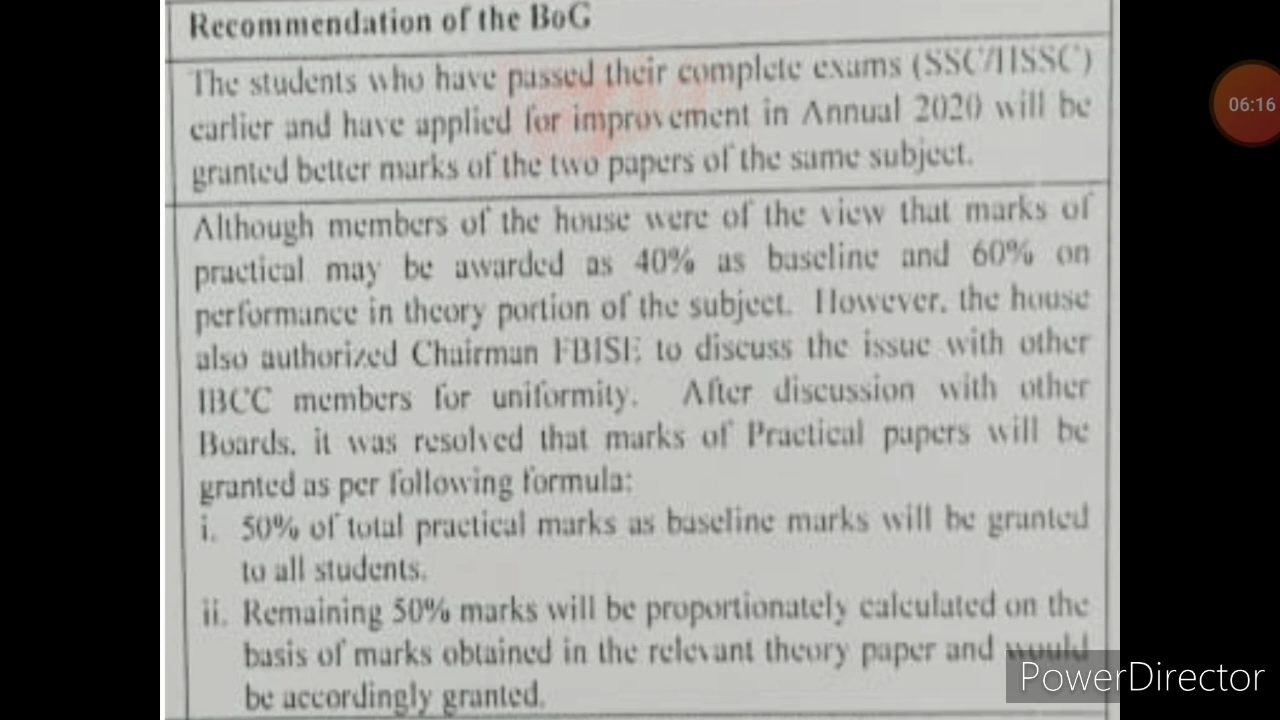 Recommendation of the BoG
The students who have passed their complete exams (SSC/HSSC)
earlier and have applied for improvement in Annual 2020 will be
granted better marks of the two papers of the same subject.
Although members of the house were of the view that marks of
practical may be awarded as 40% as baseline and 60% on
performance in theory portion of the subject. However, the house
also authorized Chairman FBISE to discuss the issue with other
IBCC members for uniformity. After discussion with other
Boards, it was resolved that marks of Practical papers will be
granted as per following formula:
i. 50% of total practical marks as baseline marks will be granted
to all students.
ii. Remaining 50% marks will be proportionately calculated on the
basis of marks obtained in the relevant theory paper and would
be accordingly granted.
06:16
PowerDirector